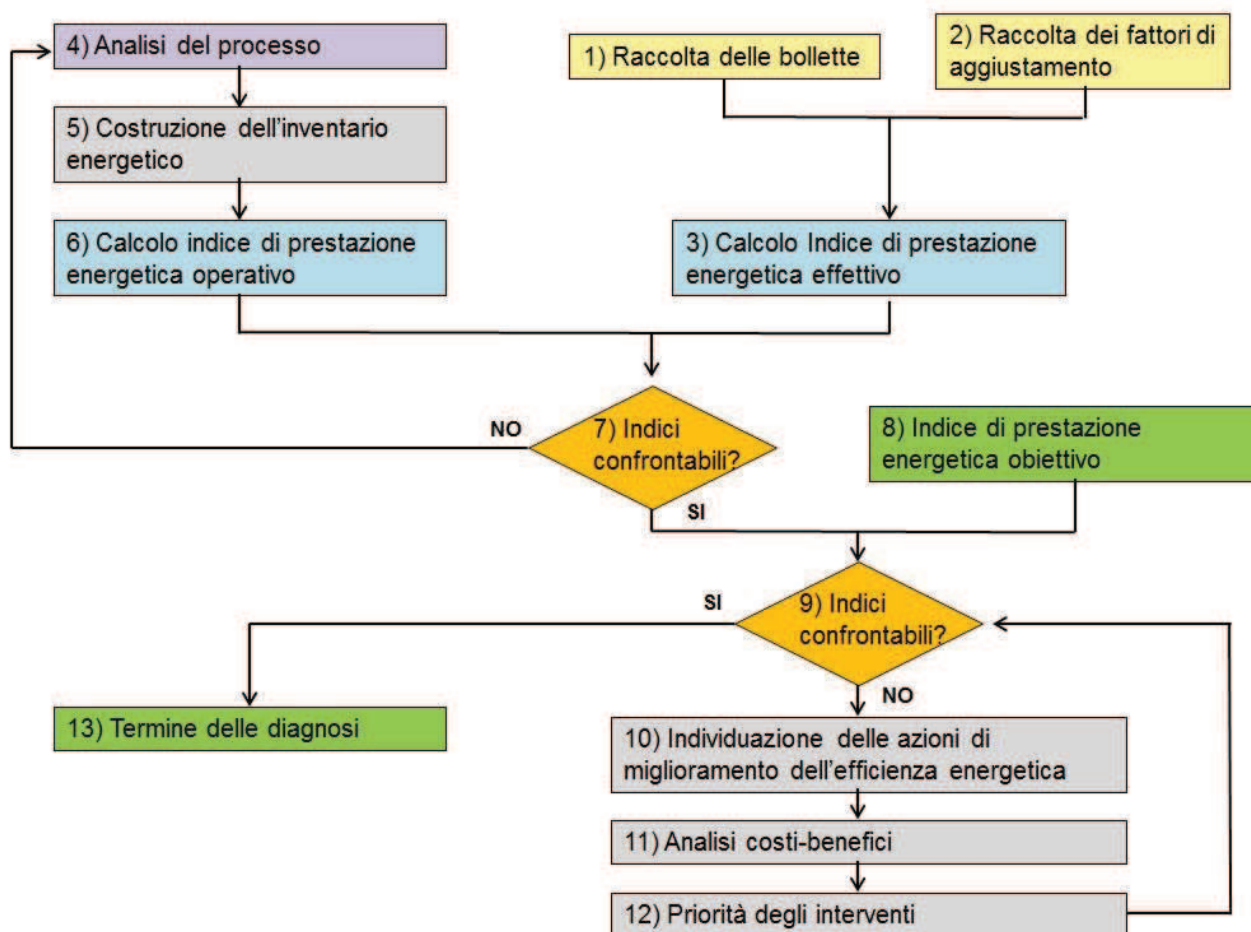 4) Analisi del processo
1) Raccolta delle bollette
2) Raccolta dei fattori di
aggiustamento
5) Costruzione dell'inventario
energetico
6) Calcolo indice di prestazione
energetica operativo
3) Calcolo Indice di prestazione
energetica effettivo
NO
7) Indici
confrontabili?
SI
8) Indice di prestazione
energetica obiettivo
SI
9) Indici
confrontabili?
NO
13) Termine delle diagnosi
10) Individuazione delle azioni di
miglioramento dell'efficienza energetica
11) Analisi costi-benefici
12) Priorità degli interventi